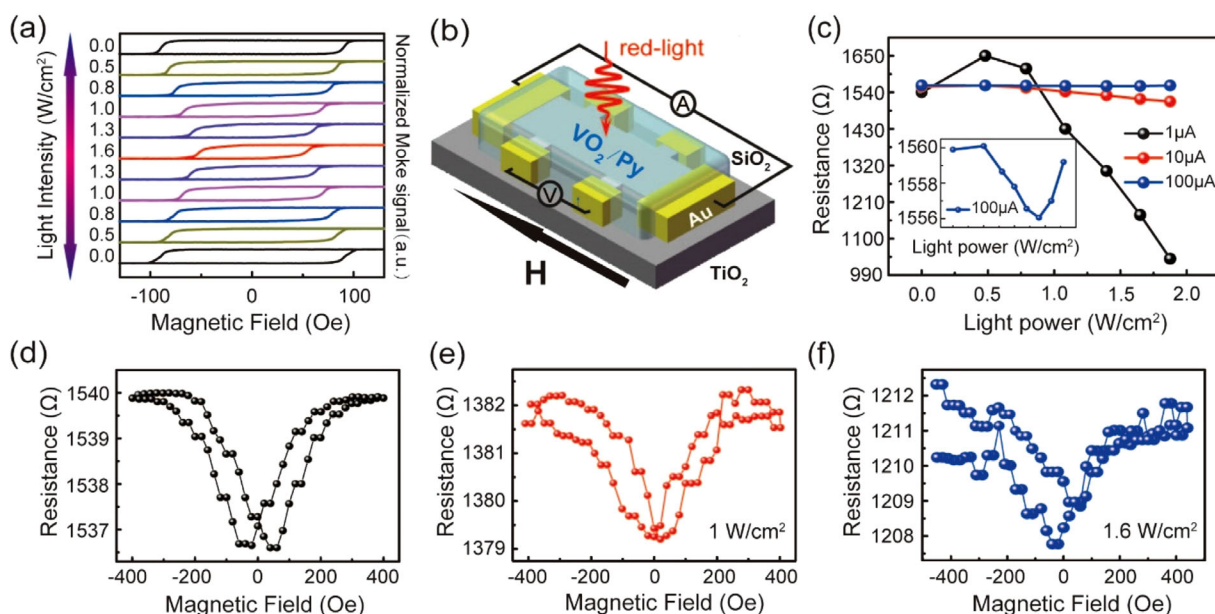 (a)
Light Intensity (W/cm²)
0.0
0.5
0.8
1.0
1.3
1.6
1.3
1.0
0.8
0.5
0.0
Normalized Moke signal (a.u.)
-100 0 100
Magnetic Field (Oe)
(b)
red-light
A
VO₂/Py
SiO₂
V
Au
H
TiO₂
(c)
Resistance (Ω)
1650
1540
1430
1320
1210
1100
990
1μA
10μA
100μA
1560
1556
100μA
Light power (W/cm²)
0.0 0.5 1.0 1.5 2.0
Light power (W/cm²)
(d)
Resistance (Ω)
1540
1539
1538
1537
-400 -200 0 200 400
Magnetic Field (Oe)
(e)
Resistance (Ω)
1382
1381
1380
1379
1 W/cm²
-400 -200 0 200 400
Magnetic Field (Oe)
(f)
Resistance (Ω)
1212
1211
1210
1209
1208
1.6 W/cm²
-400 -200 0 200 400
Magnetic Field (Oe)